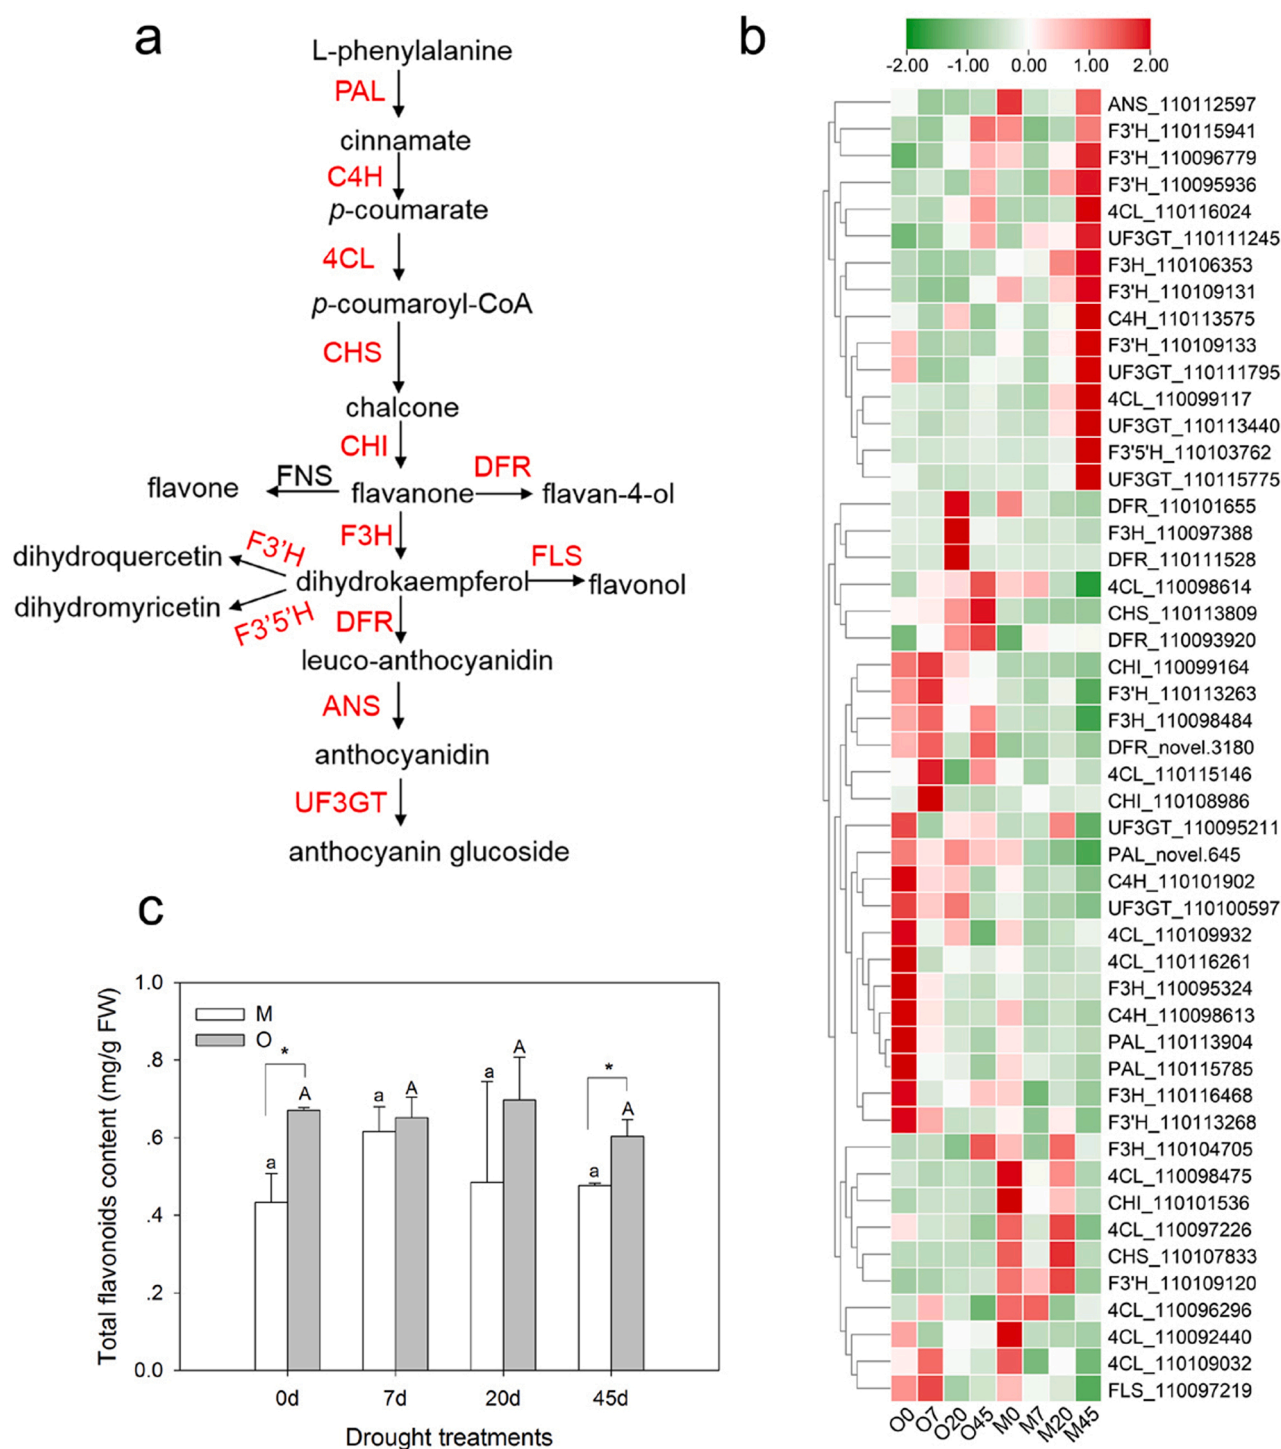 a
L-phenylalanine
PAL
cinnamate
C4H
p-coumarate
4CL
p-coumaroyl-CoA
CHS
chalcone
CHI
DFR
FNS
flavone
flavanone
flavan-4-ol
F3H
F3'H
FLS
dihydroquercetin
dihydrokaempferol
flavonol
dihydromyricetin
F3'5'H
DFR
leuco-anthocyanidin
ANS
anthocyanidin
UF3GT
anthocyanin glucoside
b
-2.00 -1.00 0.00 1.00 2.00
ANS_110112597
F3'H_110115941
F3'H_110096779
F3'H_110095936
4CL_110116024
UF3GT_110111245
F3H_110106353
F3'H_110109131
C4H_110113575
F3'H_110109133
UF3GT_110111795
4CL_110099117
UF3GT_110113440
F3'5'H_110103762
UF3GT_110115775
DFR_110101655
F3H_110097388
DFR_110111528
4CL_110098614
CHS_110113809
DFR_110093920
CHI_110099164
F3'H_110113263
F3H_110098484
DFR_novel.3180
4CL_110115146
CHI_110108986
UF3GT_110095211
PAL_novel.645
C4H_110101902
UF3GT_110100597
4CL_110109932
4CL_110116261
F3H_110095324
C4H_110098613
PAL_110113904
PAL_110115785
F3H_110116468
F3'H_110113268
F3H_110104705
4CL_110098475
CHI_110101536
4CL_110097226
CHS_110107833
F3'H_110109120
4CL_110096296
4CL_110092440
4CL_110109032
FLS_110097219
O0 O7 O20 O45 M0 M7 M20 M45
c
Total flavonoids content (mg/g FW)
1.0
.8
.6
.4
.2
0.0
M
O
* a A
a A
a A
* a A
0d 7d 20d 45d
Drought treatments